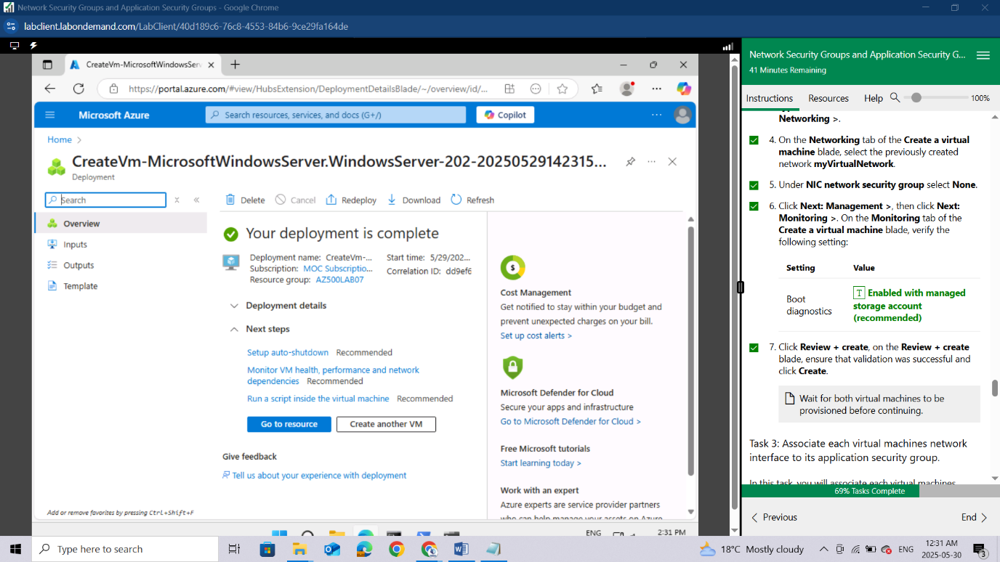 Network Security Groups and Application Security Groups - Google Chrome
labclient.labondemand.com/LabClient/40d189c6-76c8-4553-84b6-9ce29fa164de
CreateVm-MicrosoftWindowsServ
https://portal.azure.com/#view/HubsExtension/DeploymentDetailsBlade/~/overview/id/...
Microsoft Azure
Search resources, services, and docs (G+/)
Copilot
Home
CreateVm-MicrosoftWindowsServer.WindowsServer-202-20250529142315...
Deployment
Search
Overview
Inputs
Outputs
Template
Add or remove favorites by pressing Ctrl+Shift+F
Delete
Cancel
Redeploy
Download
Refresh
Your deployment is complete
Deployment name: CreateVm-...
Subscription: MOC Subscriptio...
Resource group: AZ500LAB07
Start time: 5/29/202...
Correlation ID: dd9ef6
Deployment details
Next steps
Setup auto-shutdown Recommended
Monitor VM health, performance and network
dependencies Recommended
Run a script inside the virtual machine Recommended
Go to resource
Create another VM
Give feedback
Tell us about your experience with deployment
Cost Management
Get notified to stay within your budget and
prevent unexpected charges on your bill.
Set up cost alerts >
Microsoft Defender for Cloud
Secure your apps and infrastructure
Go to Microsoft Defender for Cloud >
Free Microsoft tutorials
Start learning today >
Work with an expert
Azure experts are service provider partners
who can help manage your assets on Azure
ENG
2:31 PM
Network Security Groups and Application Security G...
41 Minutes Remaining
Instructions
Resources
Help
100%
Networking >.
4. On the Networking tab of the Create a virtual
machine blade, select the previously created
network myVirtualNetwork.
5. Under NIC network security group select None.
6. Click Next: Management >, then click Next:
Monitoring >. On the Monitoring tab of the
Create a virtual machine blade, verify the
following setting:
Setting Value
Boot
diagnostics
T Enabled with managed
storage account
(recommended)
7. Click Review + create, on the Review + create
blade, ensure that validation was successful and
click Create.
Wait for both virtual machines to be
provisioned before continuing.
Task 3: Associate each virtual machines network
interface to its application security group.
In this task, you will associate each virtual machines
69% Tasks Complete
Previous
End
Type here to search
18°C Mostly cloudy
ENG
12:31 AM
2025-05-30
3